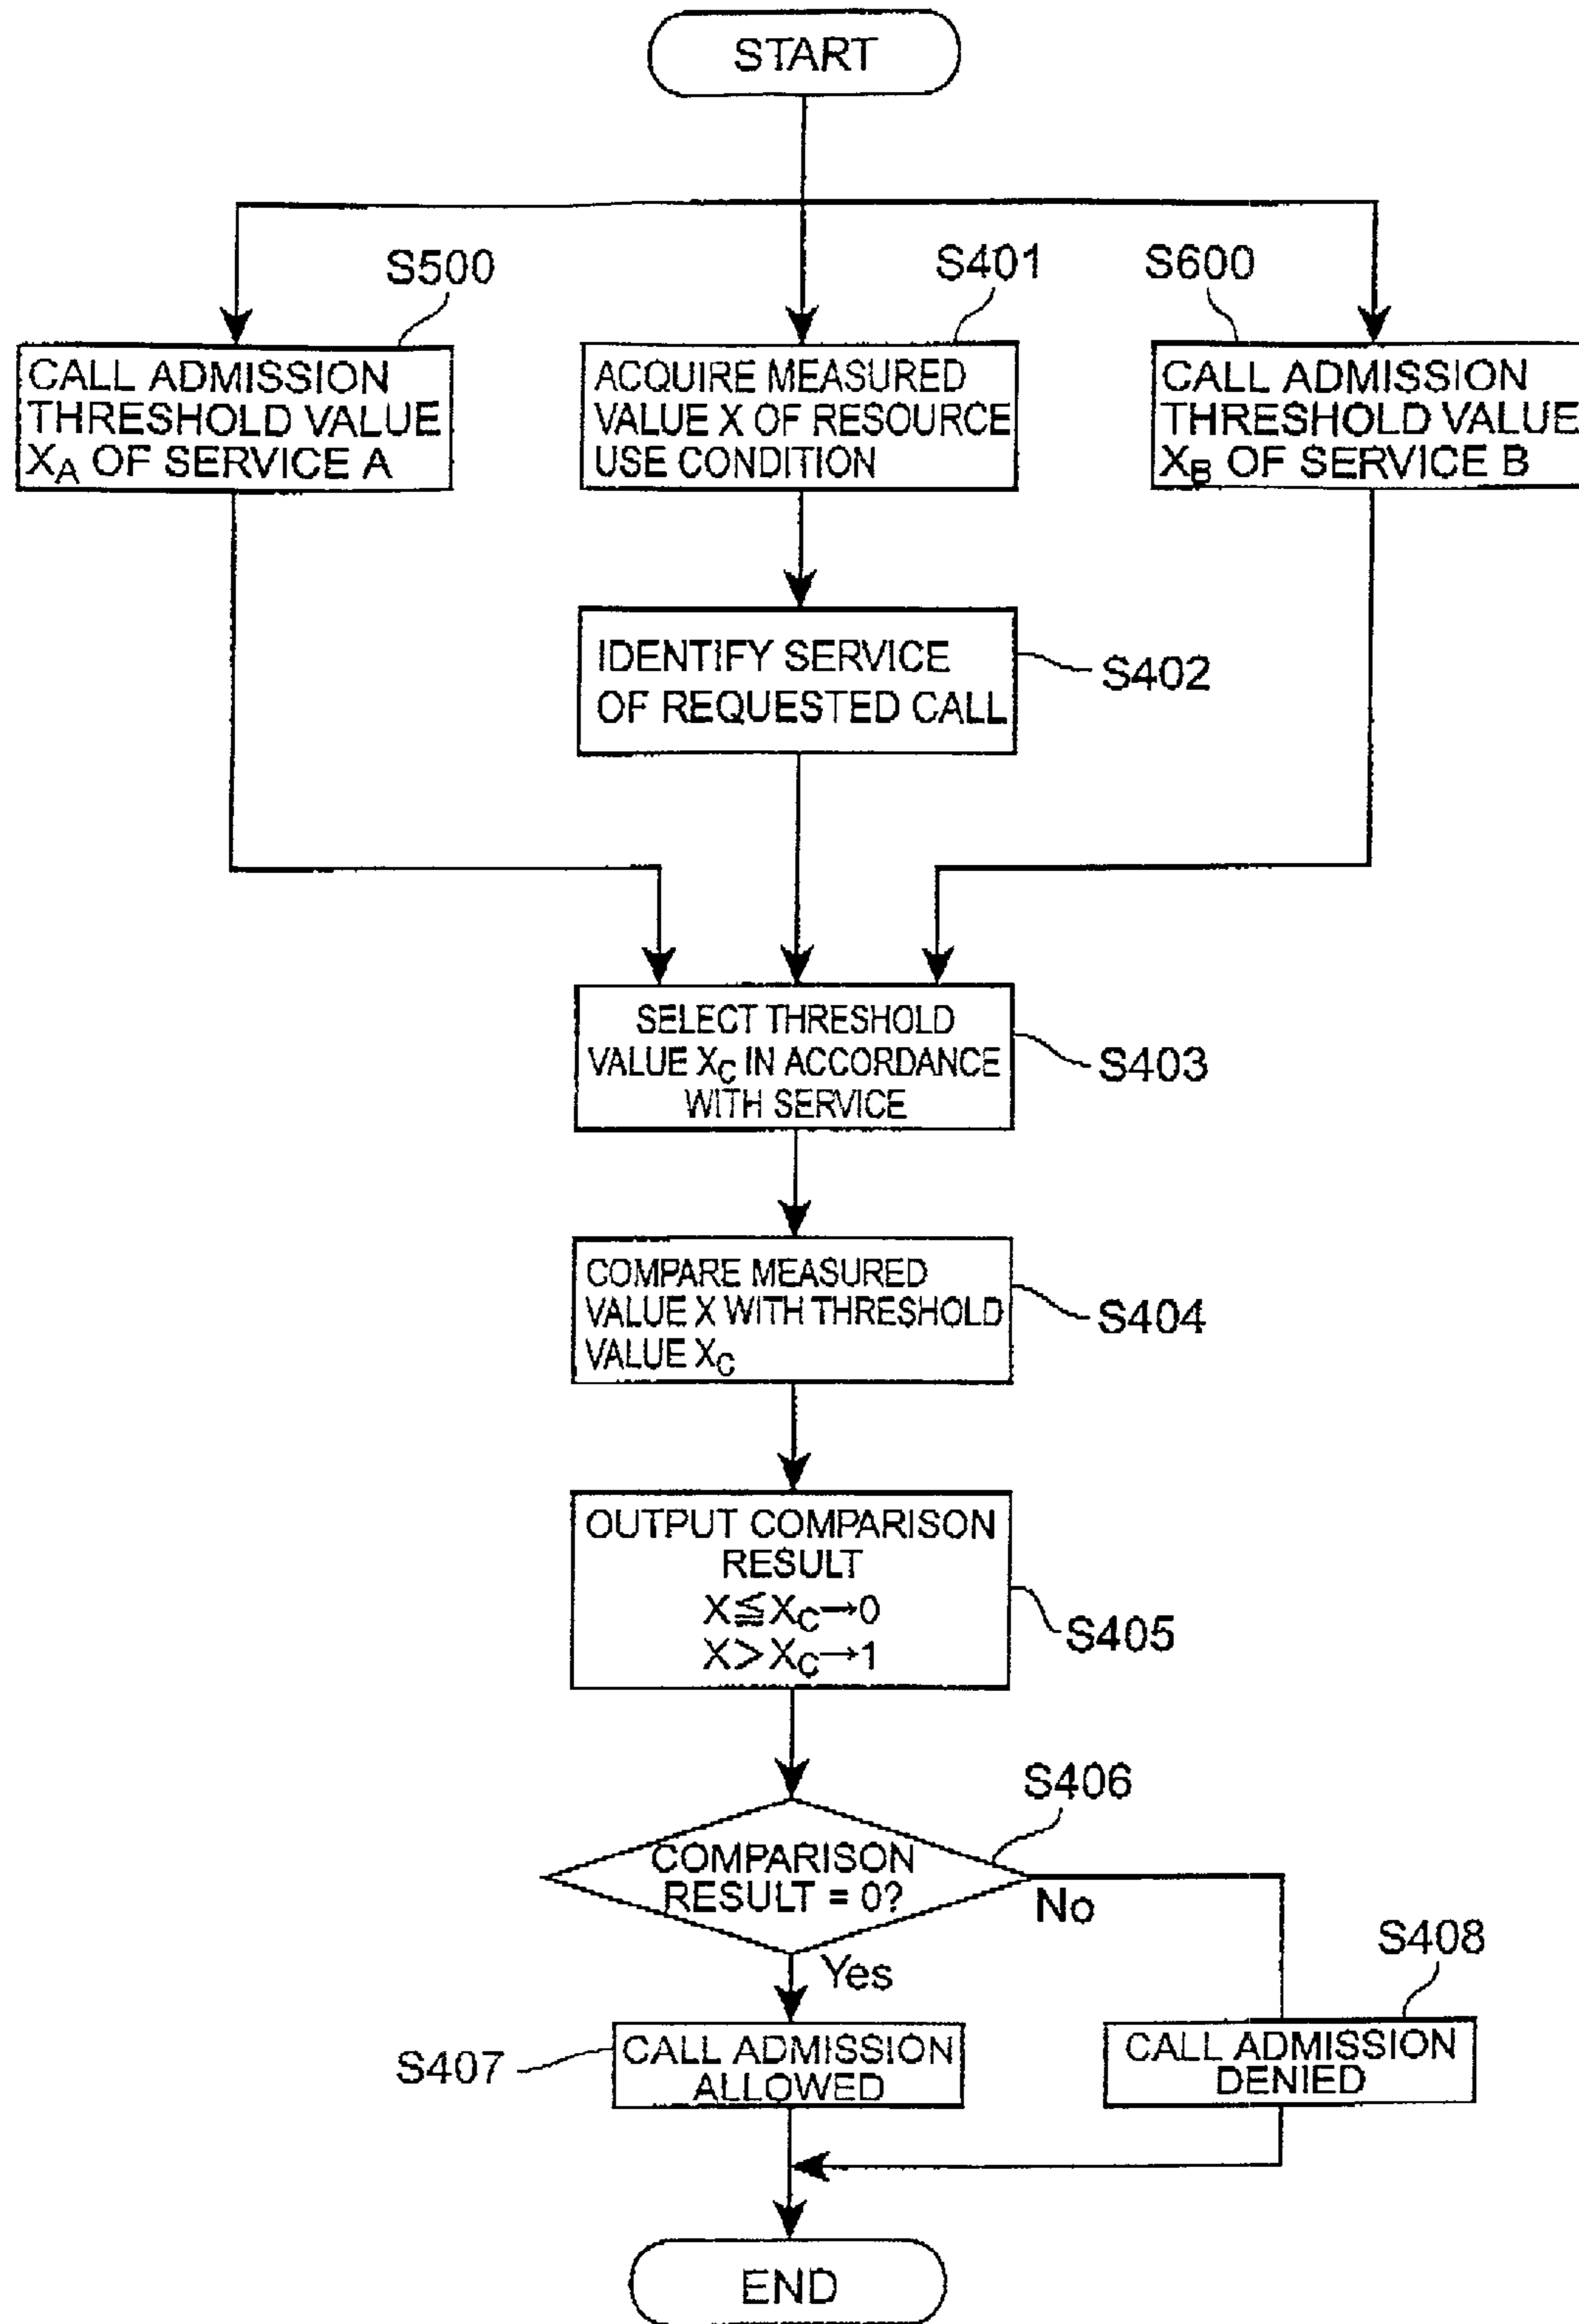 START
S500
S401
S600
CALL ADMISSION
THRESHOLD VALUE
XA OF SERVICE A
ACQUIRE MEASURED
VALUE X OF RESOURCE
USE CONDITION
CALL ADMISSION
THRESHOLD VALUE
XB OF SERVICE B
IDENTIFY SERVICE
OF REQUESTED CALL
S402
SELECT THRESHOLD
VALUE XC IN ACCORDANCE
WITH SERVICE
S403
COMPARE MEASURED
VALUE X WITH THRESHOLD
VALUE XC
S404
OUTPUT COMPARISON
RESULT
X≦XC→0
X>XC→1
S405
S406
COMPARISON
RESULT = 0?
No
Yes
S408
S407
CALL ADMISSION
ALLOWED
CALL ADMISSION
DENIED
END